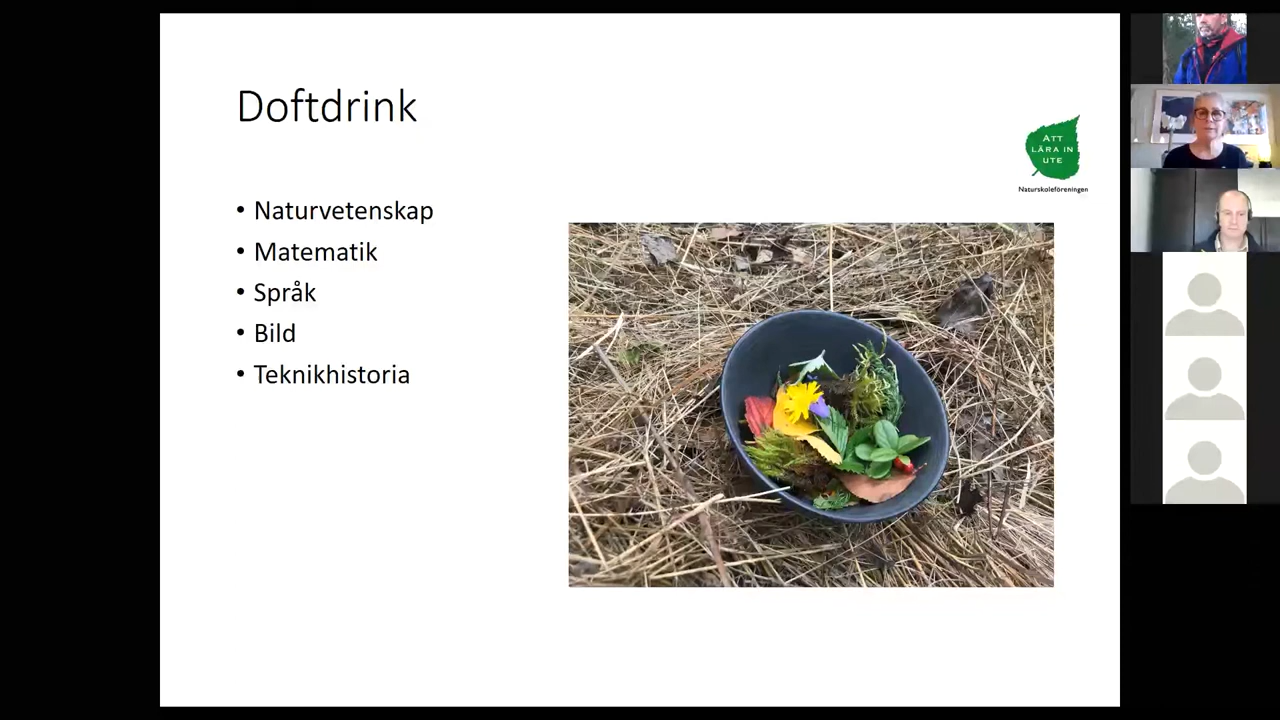 Doftdrink
ATT
LÄRA IN
UTE
Naturskoleföreningen
• Naturvetenskap
• Matematik
• Språk
• Bild
• Teknikhistoria